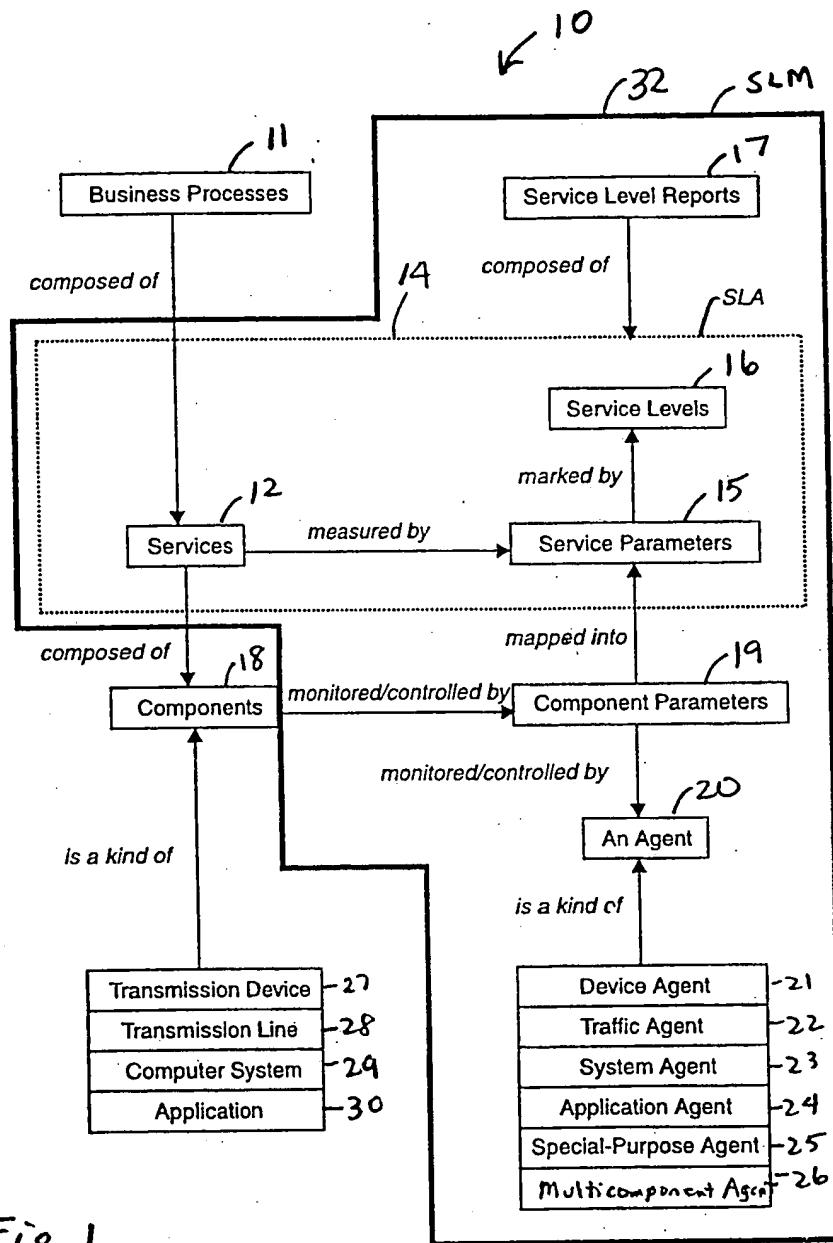 10
32 SLM
11 17
Business Processes Service Level Reports
composed of composed of
14 SLA
16
Service Levels
marked by
12 15
Services measured by Service Parameters
composed of mapped into
18 19
Components monitored/controlled by Component Parameters
monitored/controlled by
20
An Agent
is a kind of
is a kind of
Transmission Device 27 Device Agent 21
Transmission Line 28 Traffic Agent 22
Computer System 29 System Agent 23
Application 30 Application Agent 24
Special-Purpose Agent 25
Multicomponent Agent 26
Fig. 1